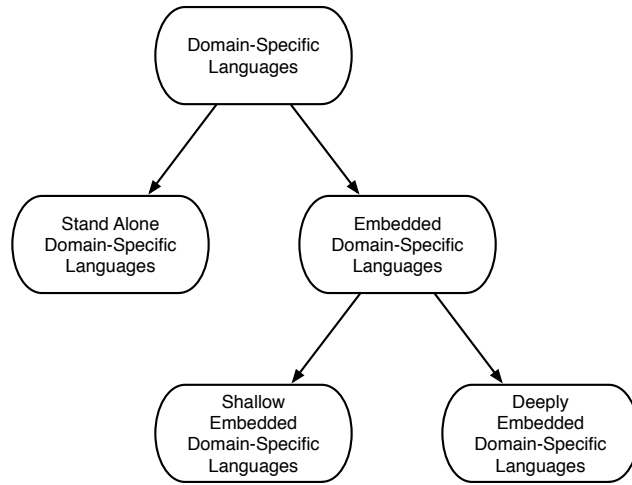 Domain-Specific
Languages
Stand Alone
Domain-Specific
Languages
Embedded
Domain-Specific
Languages
Shallow
Embedded
Domain-Specific
Languages
Deeply
Embedded
Domain-Specific
Languages